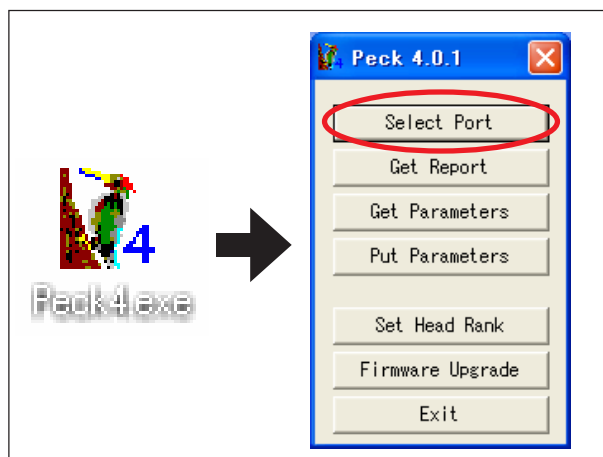 4
Peck4.exe
Peck 4.0.1
Select Port
Get Report
Get Parameters
Put Parameters
Set Head Rank
Firmware Upgrade
Exit